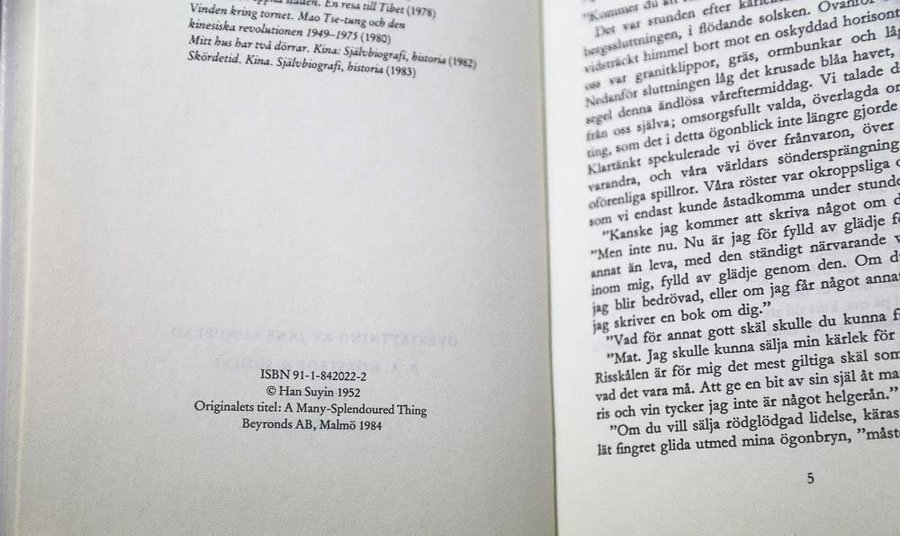 staden. En resa till Tibet (1978)
Vinden kring tornet. Mao Tse-tung och den
kinesiska revolutionen 1949–1975 (1980)
Mitt hus har två dörrar. Kina: Självbiografi, historia (1982)
Skördetid. Kina. Självbiografi, historia (1983)
ISBN 91-1-842022-2
© Han Suyin 1952
Originalets titel: A Many-Splendoured Thing
Beyronds AB, Malmö 1984
"Kommer du att
Det var stunden efter
bergssluttningen, i flödande solsken. Ovanför
vidsträckt himmel bort mot en oskyddad horisont
oss var granitklippor, gräs, ormbunkar och
Nedanför sluttningen låg det krusade blåa havet,
segel denna ändlösa våreftermiddag. Vi talade
från oss själva; omsorgsfullt valda, överlagda
ting, som det i detta ögonblick inte längre gjorde
Klartänkt spekulerade vi över frånvaron, över
varandra, och våra världars söndersprängning
oförenliga spillror. Våra röster var okroppsliga
som vi endast kunde åstadkomma under
"Kanske jag kommer att skriva något om
"Men inte nu. Nu är jag för fylld av glädje
annat än leva, med den ständigt närvarande
inom mig, fylld av glädje genom den. Om
jag blir bedrövad, eller om jag får något
jag skriver en bok om dig."
"Vad för annat gott skäl skulle du kunna
"Mat. Jag skulle kunna sälja min kärlek för
Risskålen är för mig det mest giltiga skäl som
vad det vara må. Att ge en bit av sin själ åt
ris och vin tycker jag inte är något helgerån."
"Om du vill sälja rödglödgad lidelse,
lät fingret glida utmed mina ögonbryn,
5